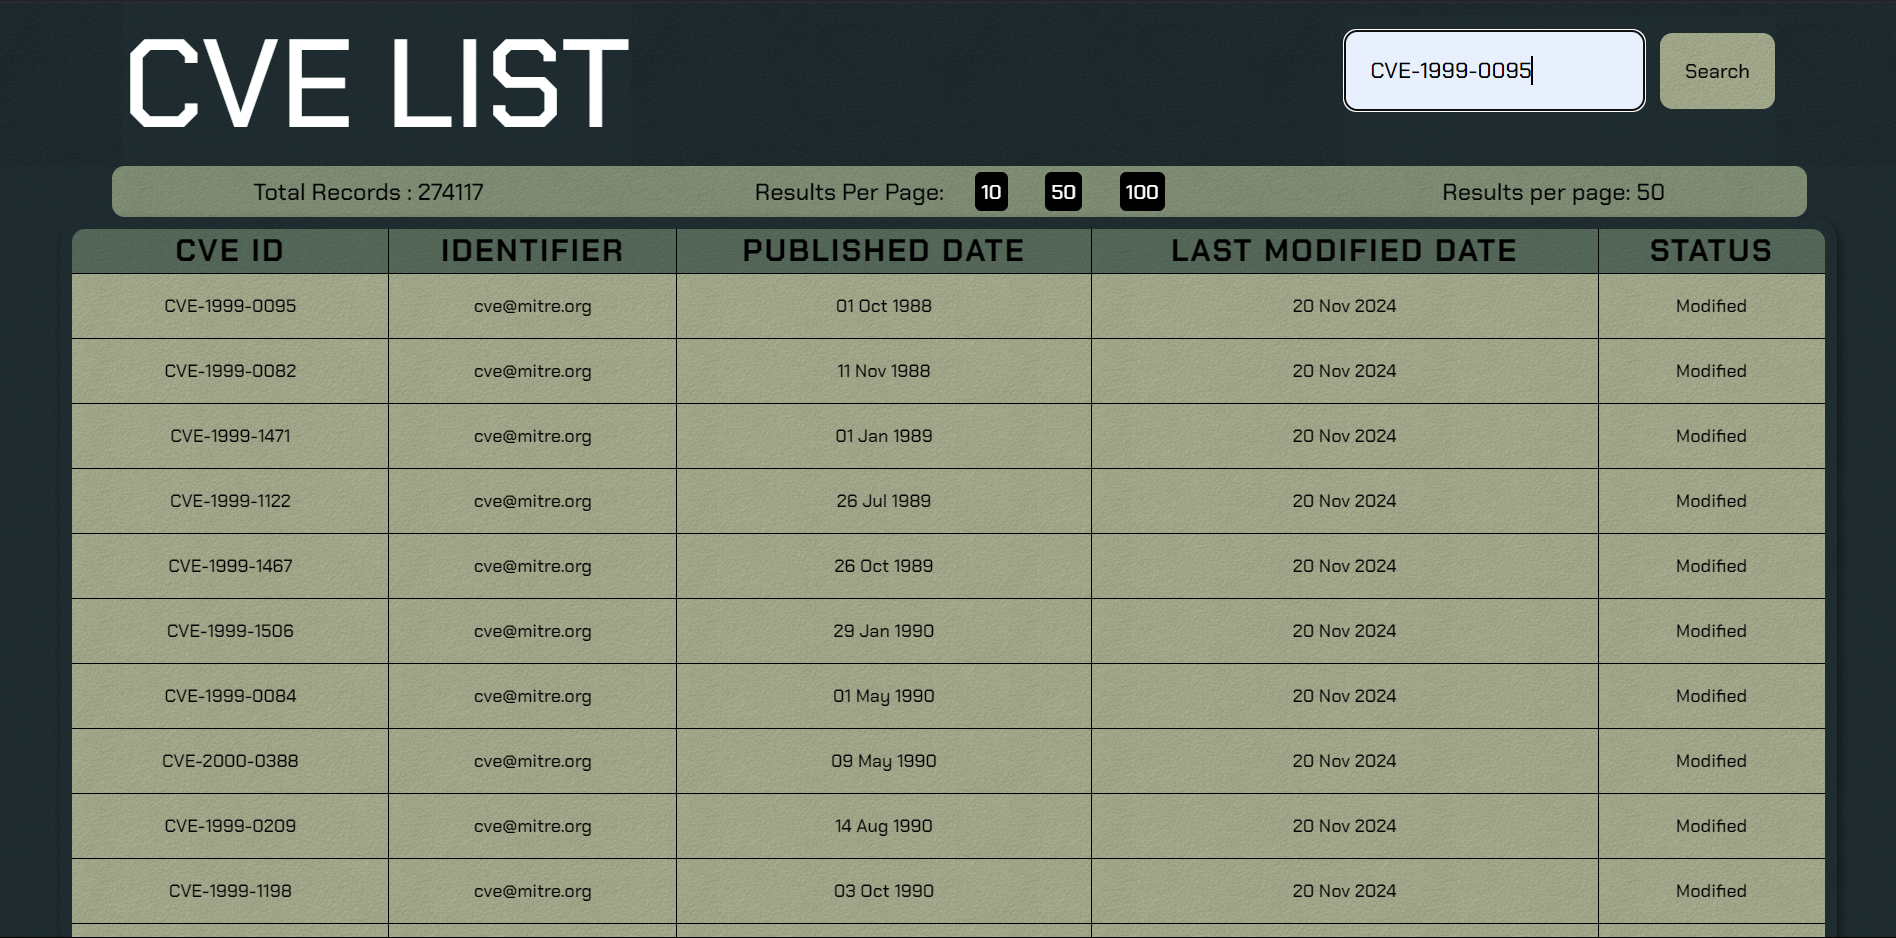 CVE LIST
CVE-1999-0095 Search
Total Records : 274117 Results Per Page: 10 50 100 Results per page: 50
CVE ID IDENTIFIER PUBLISHED DATE LAST MODIFIED DATE STATUS
CVE-1999-0095 cve@mitre.org 01 Oct 1988 20 Nov 2024 Modified
CVE-1999-0082 cve@mitre.org 11 Nov 1988 20 Nov 2024 Modified
CVE-1999-1471 cve@mitre.org 01 Jan 1989 20 Nov 2024 Modified
CVE-1999-1122 cve@mitre.org 26 Jul 1989 20 Nov 2024 Modified
CVE-1999-1467 cve@mitre.org 26 Oct 1989 20 Nov 2024 Modified
CVE-1999-1506 cve@mitre.org 29 Jan 1990 20 Nov 2024 Modified
CVE-1999-0084 cve@mitre.org 01 May 1990 20 Nov 2024 Modified
CVE-2000-0388 cve@mitre.org 09 May 1990 20 Nov 2024 Modified
CVE-1999-0209 cve@mitre.org 14 Aug 1990 20 Nov 2024 Modified
CVE-1999-1198 cve@mitre.org 03 Oct 1990 20 Nov 2024 Modified